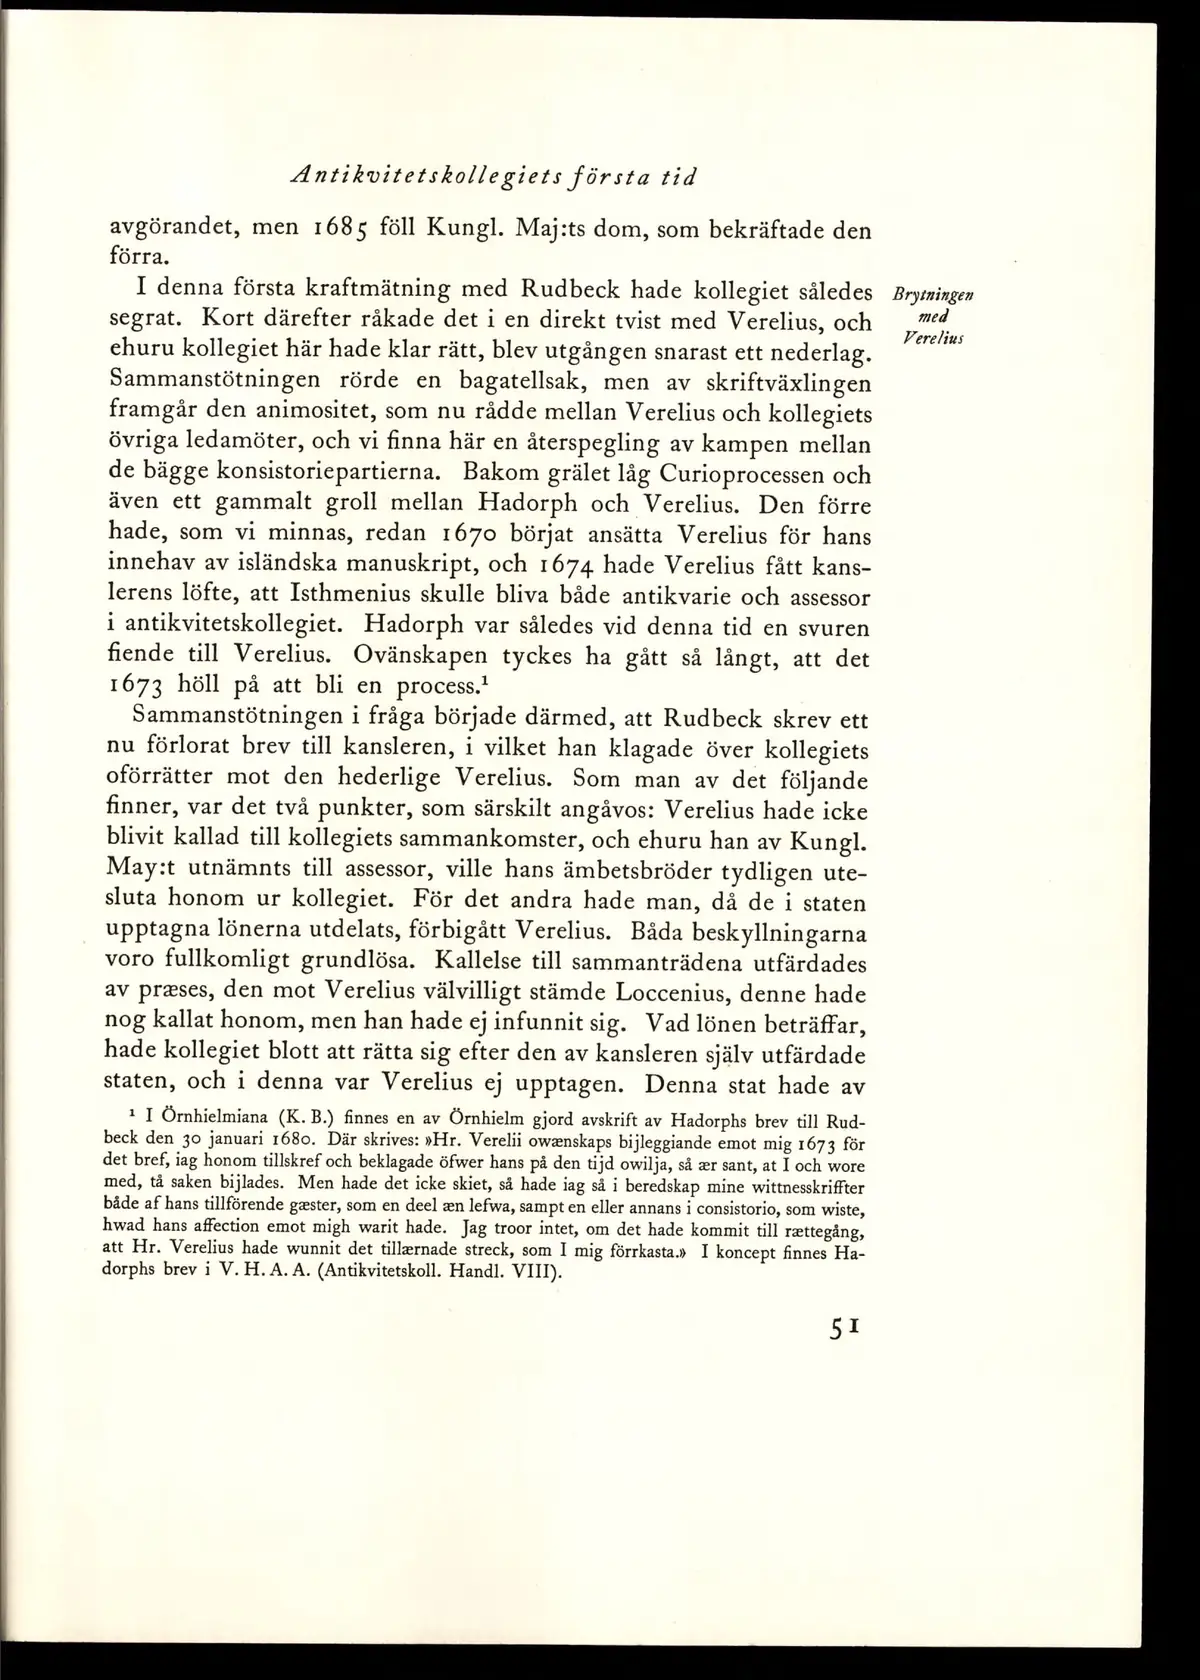 Antikvitetskollegiets första tid
avgörandet, men 1685 föll Kungl. Maj:ts dom, som bekräftade den
förra.
I denna första kraftmätning med Rudbeck hade kollegiet således
segrat. Kort därefter råkade det i en direkt tvist med Verelius, och
ehuru kollegiet här hade klar rätt, blev utgången snarast ett nederlag.
Sammanstötningen rörde en bagatellsak, men av skriftväxlingen
framgår den animositet, som nu rådde mellan Verelius och kollegiets
övriga ledamöter, och vi finna här en återspegling av kampen mellan
de bägge konsistoriepartierna. Bakom grälet låg Curioprocessen och
även ett gammalt groll mellan Hadorph och Verelius. Den förre
hade, som vi minnas, redan 1670 börjat ansätta Verelius för hans
innehav av isländska manuskript, och 1674 hade Verelius fått kans-
lerens löfte, att Isthmenius skulle bliva både antikvarie och assessor
i antikvitetskollegiet. Hadorph var således vid denna tid en svuren
fiende till Verelius. Ovänskapen tyckes ha gått så långt, att det
1673 höll på att bli en process.¹
Brytningen
med
Verelius
Sammanstötningen i fråga började därmed, att Rudbeck skrev ett
nu förlorat brev till kansleren, i vilket han klagade över kollegiets
oförrätter mot den hederlige Verelius. Som man av det följande
finner, var det två punkter, som särskilt angåvos: Verelius hade icke
blivit kallad till kollegiets sammankomster, och ehuru han av Kungl.
May:t utnämnts till assessor, ville hans ämbetsbröder tydligen ute-
sluta honom ur kollegiet. För det andra hade man, då de i staten
upptagna lönerna utdelats, förbigått Verelius. Båda beskyllningarna
voro fullkomligt grundlösa. Kallelse till sammanträdena utfärdades
av præses, den mot Verelius välvilligt stämde Loccenius, denne hade
nog kallat honom, men han hade ej infunnit sig. Vad lönen beträffar,
hade kollegiet blott att rätta sig efter den av kansleren själv utfärdade
staten, och i denna var Verelius ej upptagen. Denna stat hade av
¹ I Örnhielmiana (K. B.) finnes en av Örnhielm gjord avskrift av Hadorphs brev till Rud-
beck den 30 januari 1680. Där skrives: »Hr. Verelii owænskaps bijleggiande emot mig 1673 för
det bref, iag honom tillskref och beklagade öfwer hans på den tijd owilja, så ær sant, at I och wore
med, tå saken bijlades. Men hade det icke skiet, så hade iag så i beredskap mine wittnesskriffter
både af hans tillförende gæster, som en deel æn lefwa, sampt en eller annans i consistorio, som wiste,
hwad hans affection emot migh warit hade. Jag troor intet, om det hade kommit till rættegång,
att Hr. Verelius hade wunnit det tillærnade streck, som I mig förrkasta.» I koncept finnes Ha-
dorphs brev i V. H. A. A. (Antikvitetskoll. Handl. VIII).
51